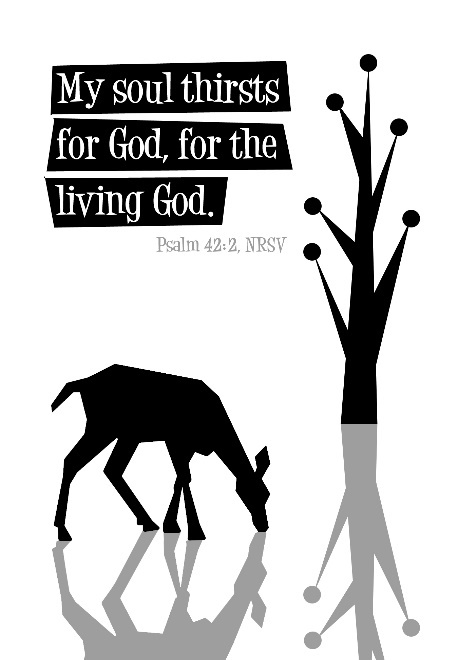 My soul thirsts
for God, for the
living God.
Psalm 42:2, NRSV